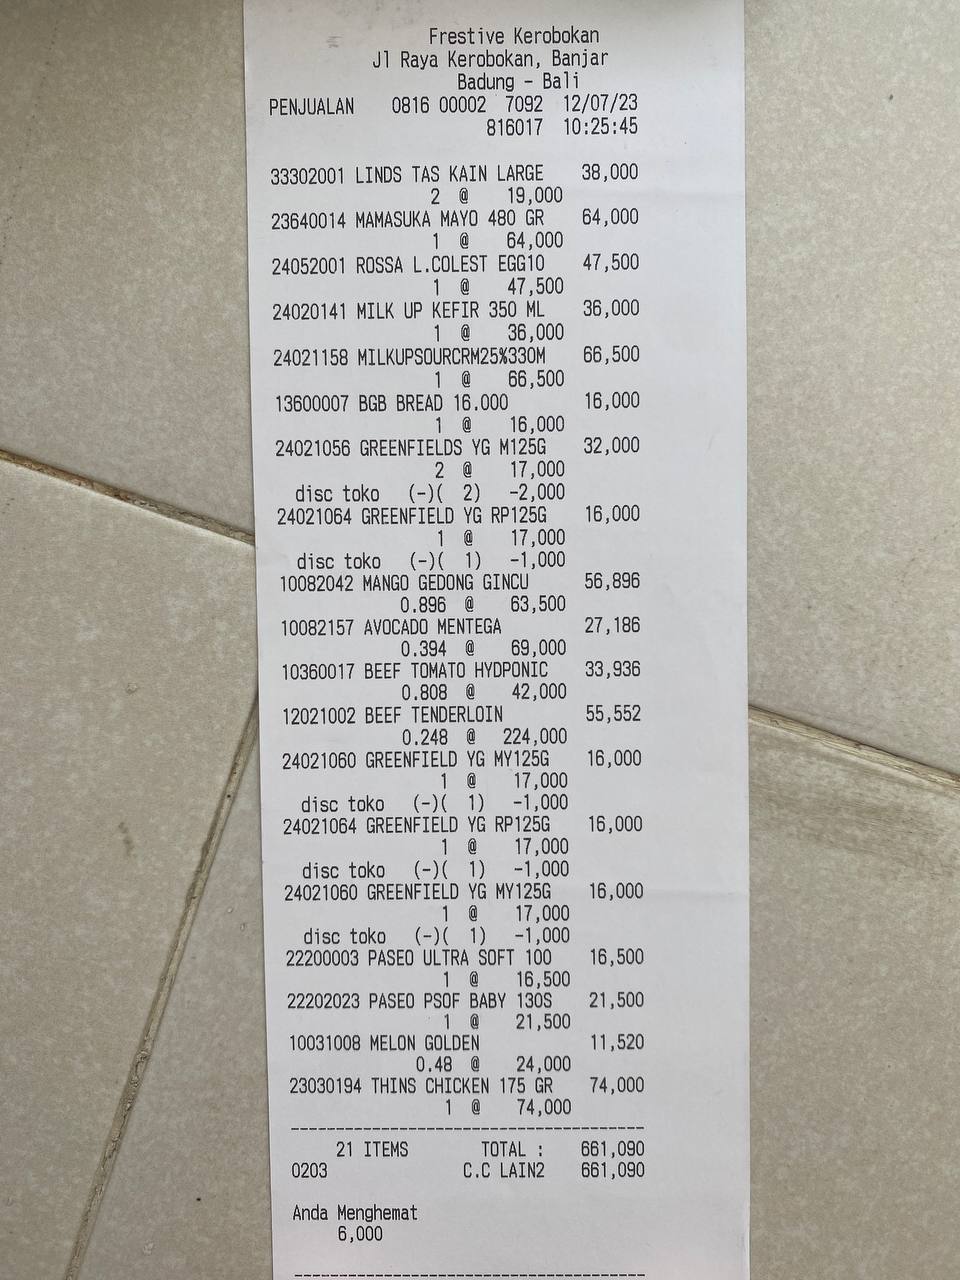 Frestive Kerobokan
Jl Raya Kerobokan, Banjar
Badung - Bali
PENJUALAN 0816 00002 7092 12/07/23
816017 10:25:45
33302001 LINDS TAS KAIN LARGE 38,000
2 @ 19,000
23640014 MAMASUKA MAYO 480 GR 64,000
1 @ 64,000
24052001 ROSSA L.COLEST EGG10 47,500
1 @ 47,500
24020141 MILK UP KEFIR 350 ML 36,000
1 @ 36,000
24021158 MILKUPSOURCRM25%330M 66,500
1 @ 66,500
13600007 BGB BREAD 16.000 16,000
1 @ 16,000
24021056 GREENFIELDS YG M125G 32,000
2 @ 17,000
disc toko (-)( 2) -2,000
24021064 GREENFIELD YG RP125G 16,000
1 @ 17,000
disc toko (-)( 1) -1,000
10082042 MANGO GEDONG GINCU 56,896
0.896 @ 63,500
10082157 AVOCADO MENTEGA 27,186
0.394 @ 69,000
10360017 BEEF TOMATO HYDPONIC 33,936
0.808 @ 42,000
12021002 BEEF TENDERLOIN 55,552
0.248 @ 224,000
24021060 GREENFIELD YG MY125G 16,000
1 @ 17,000
disc toko (-)( 1) -1,000
24021064 GREENFIELD YG RP125G 16,000
1 @ 17,000
disc toko (-)( 1) -1,000
24021060 GREENFIELD YG MY125G 16,000
1 @ 17,000
disc toko (-)( 1) -1,000
22200003 PASEO ULTRA SOFT 100 16,500
1 @ 16,500
22202023 PASEO PSOF BABY 130S 21,500
1 @ 21,500
10031008 MELON GOLDEN 11,520
0.48 @ 24,000
23030194 THINS CHICKEN 175 GR 74,000
1 @ 74,000
--------------------------------------
21 ITEMS TOTAL : 661,090
0203 C.C LAIN2 661,090
Anda Menghemat
6,000
--------------------------------------